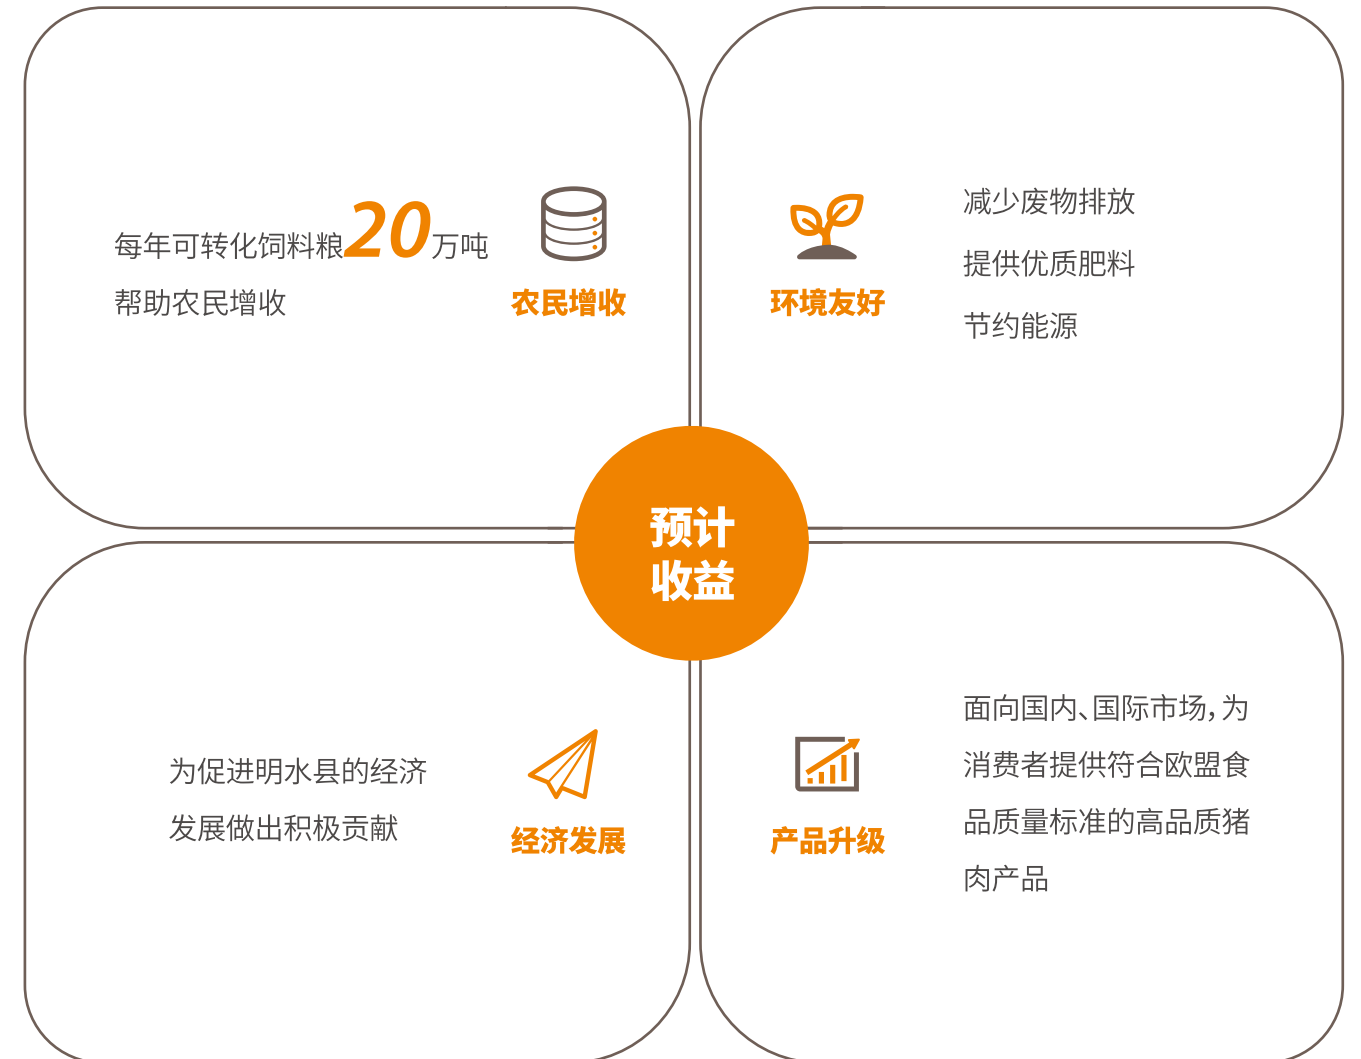 每年可转化饲料粮20万吨
帮助农民增收
农民增收
环境友好
减少废物排放
提供优质肥料
节约能源
预计
收益
为促进明水县的经济
发展做出积极贡献
经济发展
产品升级
面向国内、国际市场，为
消费者提供符合欧盟食
品质量标准的高品质猪
肉产品